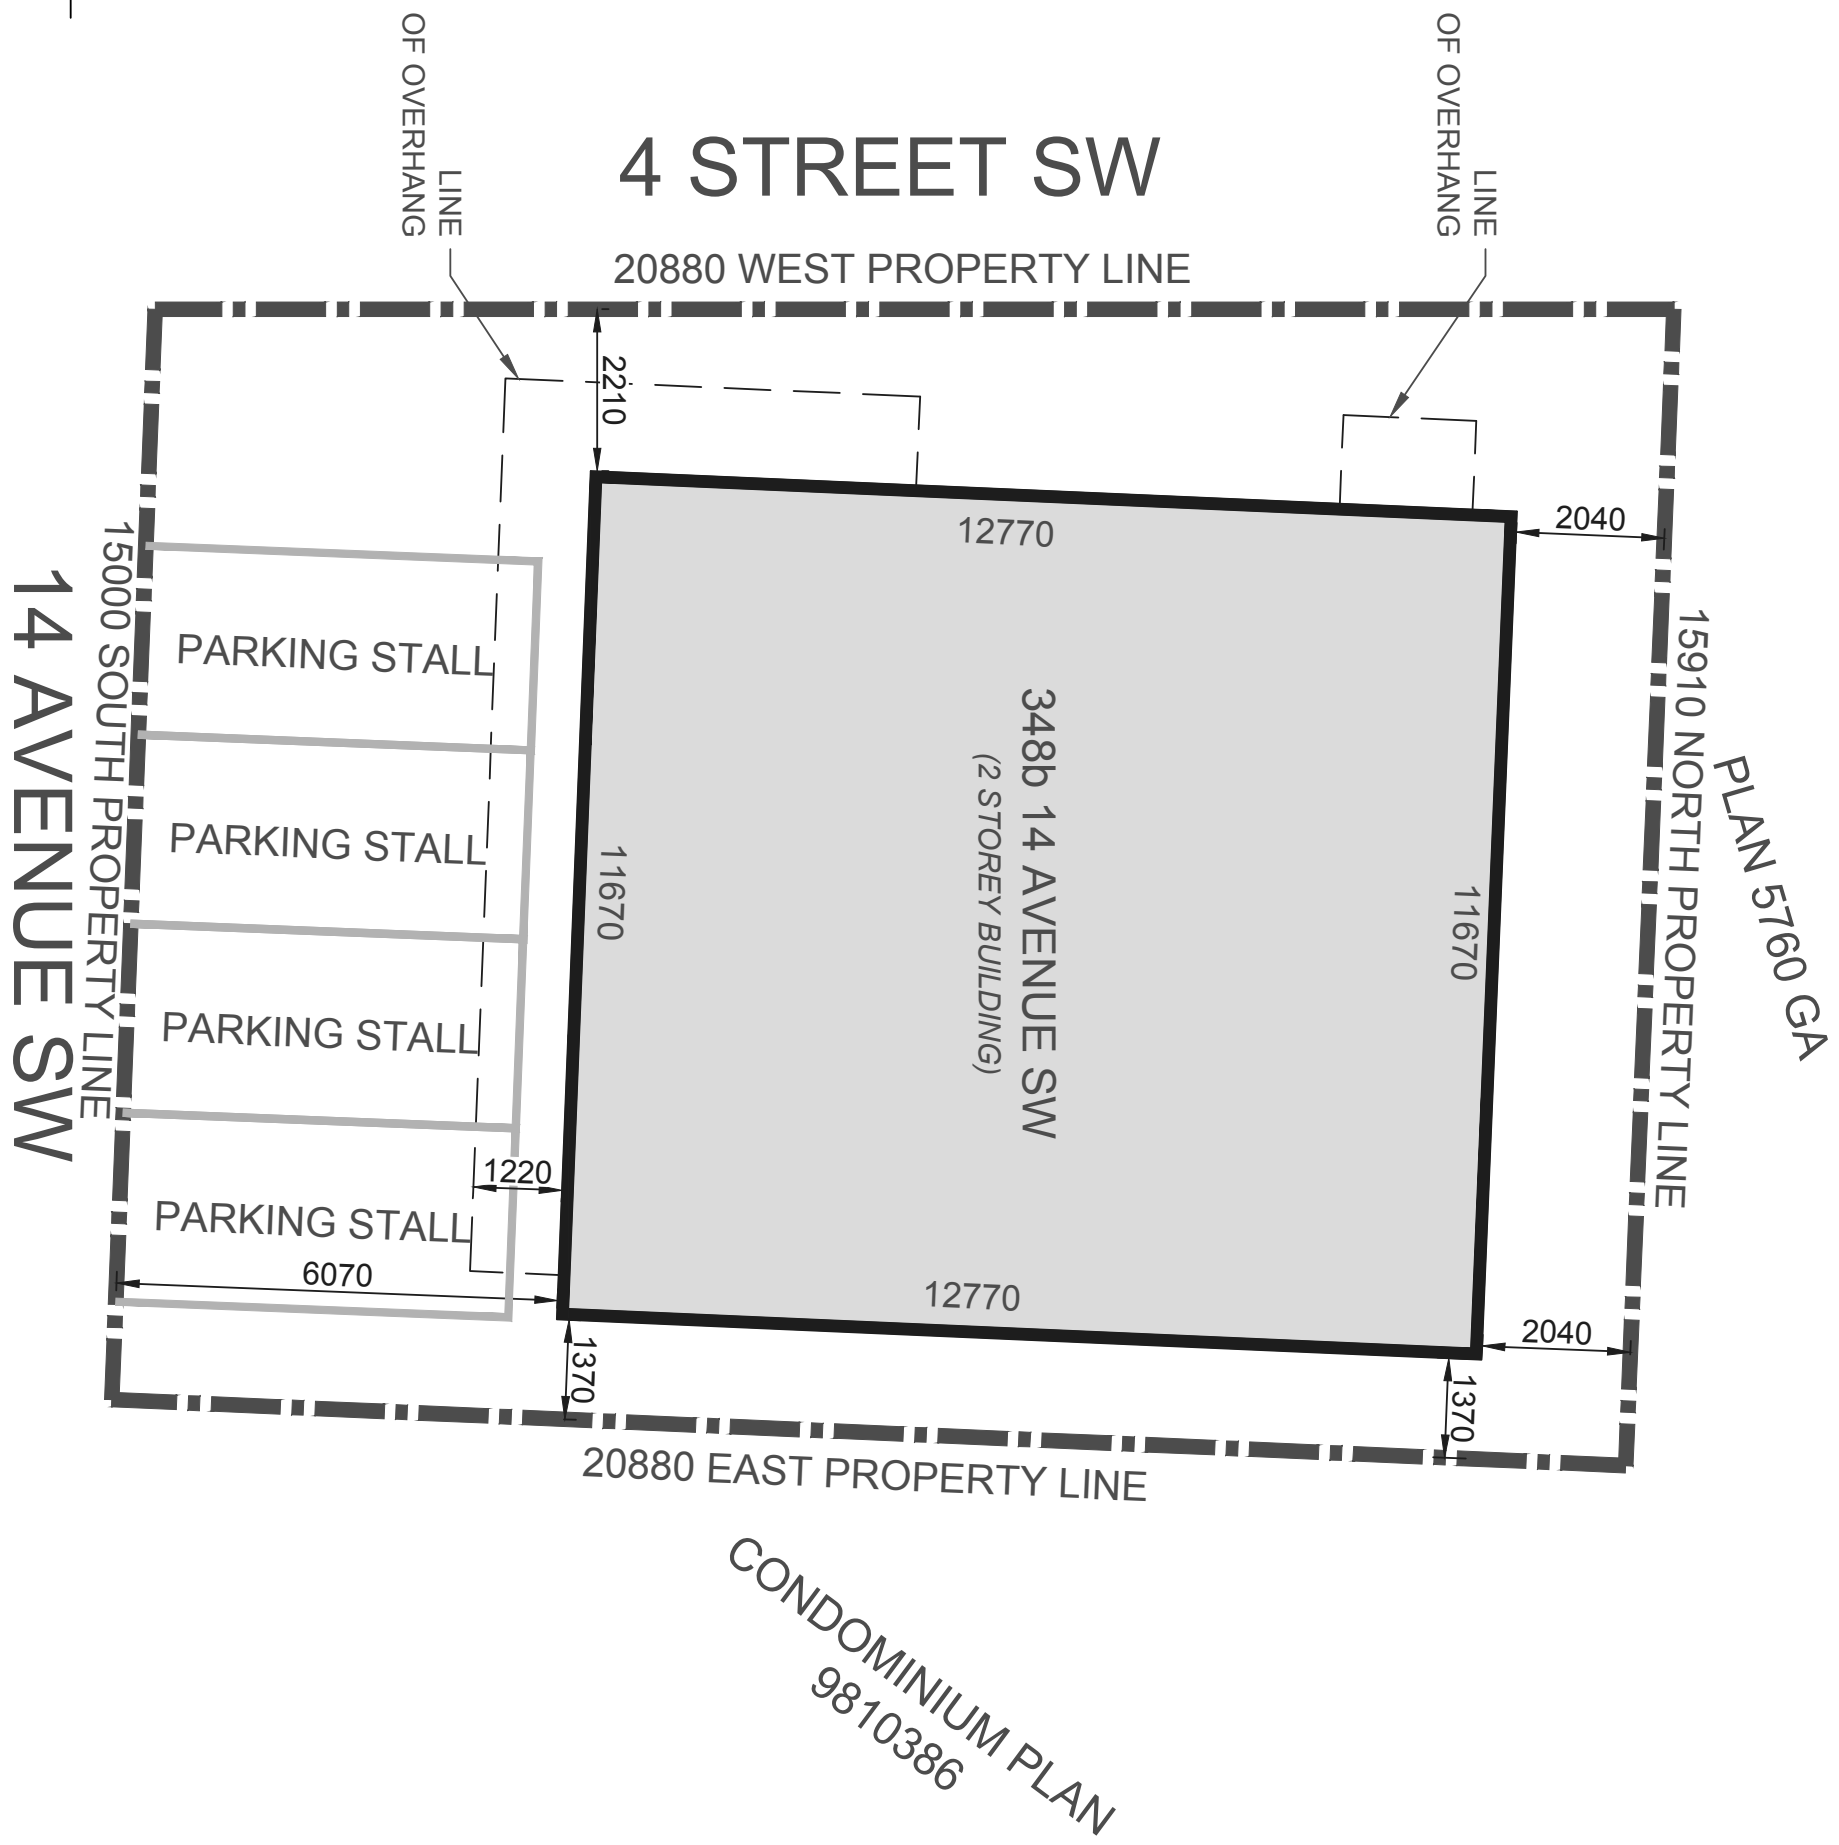 LINE
OF OVERHANG
LINE
OF OVERHANG
4 STREET SW
20880 WEST PROPERTY LINE
2210
2040
12770
15000 SOUTH PROPERTY LINE
14 AVENUE SW
PARKING STALL
PARKING STALL
PARKING STALL
PARKING STALL
11670
348b 14 AVENUE SW
(2 STOREY BUILDING)
11670
15910 NORTH PROPERTY LINE
PLAN 5760 GA
1220
6070
12770
2040
1370
1370
20880 EAST PROPERTY LINE
CONDOMINIUM PLAN
9810386